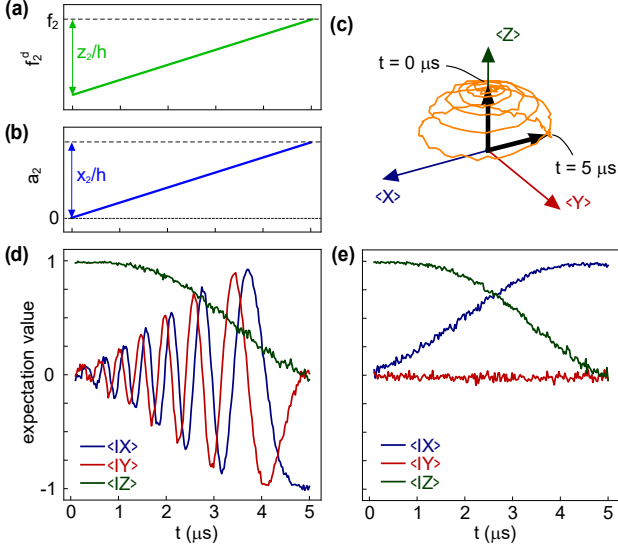 (a)
f₂
f₂ᵈ
z₂/h
(b)
a₂
x₂/h
0
(c)
<Z>
t = 0 μs
t = 5 μs
<X>
<Y>
(d)
expectation value
1
0
-1
<IX>
<IY>
<IZ>
0 1 2 3 4 5
t (μs)
(e)
<IX>
<IY>
<IZ>
0 1 2 3 4 5
t (μs)